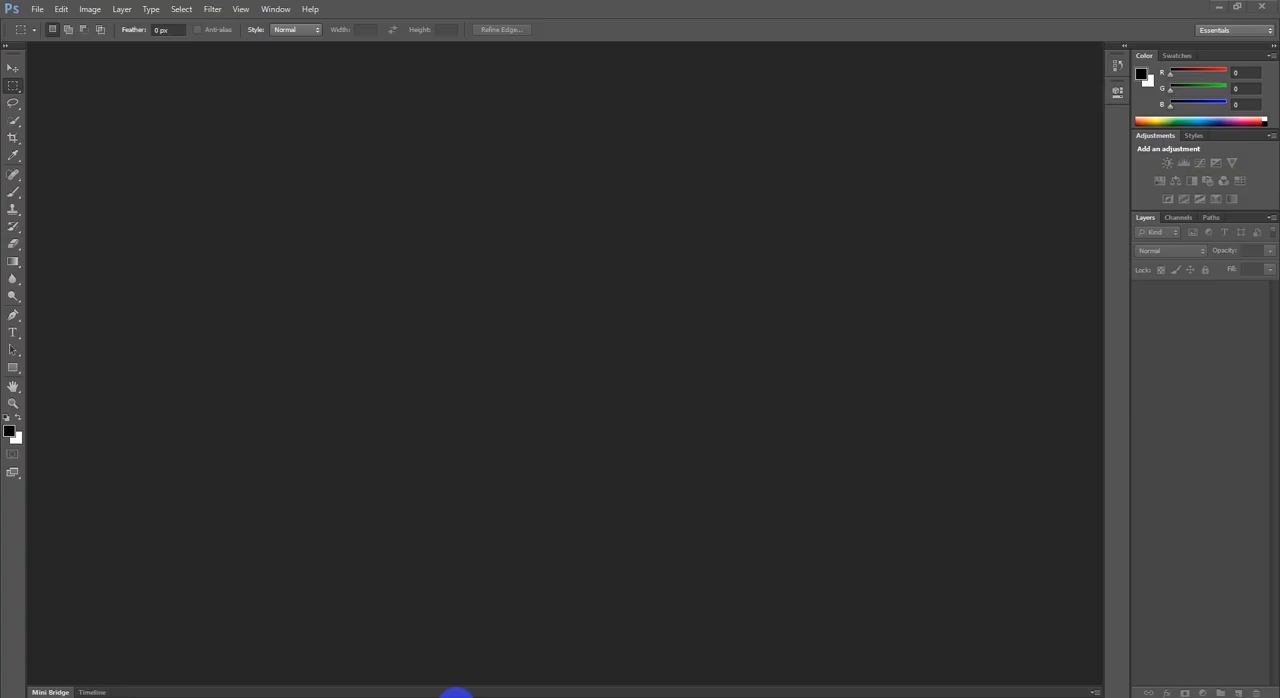 Ps File Edit Image Layer Type Select Filter View Window Help
Feather: 0 px Anti-alias Style: Normal Width: Height: Refine Edge... Essentials
Color Swatches
R 0
G 0
B 0
Adjustments Styles
Add an adjustment
Layers Channels Paths
Kind T
Normal Opacity:
Lock: Fill:
T
Mini Bridge Timeline
fx